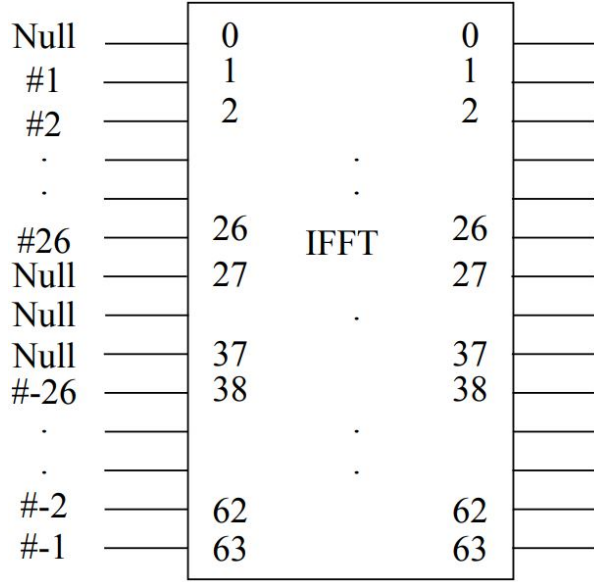 Null 0 0
#1 1 1
#2 2 2
. .
. .
#26 26 IFFT 26
Null 27 27
Null .
Null 37 37
#-26 38 38
. .
. .
#-2 62 62
#-1 63 63